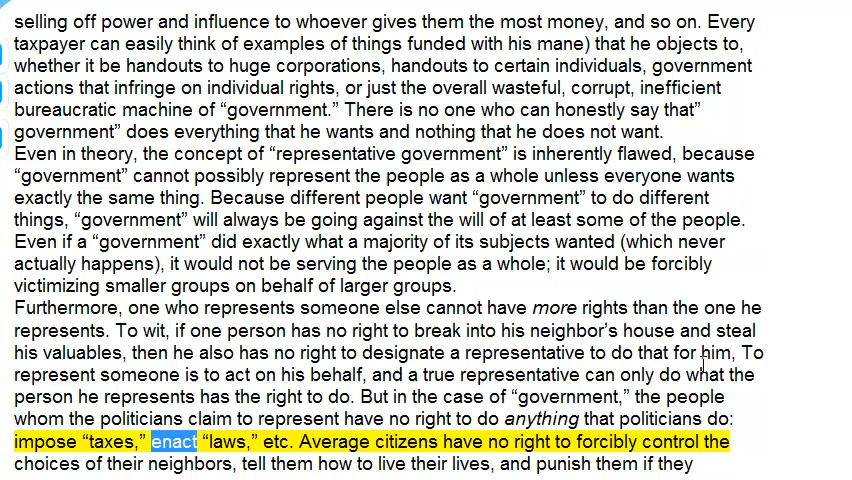 selling off power and influence to whoever gives them the most money, and so on. Every
taxpayer can easily think of examples of things funded with his mane) that he objects to,
whether it be handouts to huge corporations, handouts to certain individuals, government
actions that infringe on individual rights, or just the overall wasteful, corrupt, inefficient
bureaucratic machine of “government.” There is no one who can honestly say that”
government” does everything that he wants and nothing that he does not want.
Even in theory, the concept of “representative government” is inherently flawed, because
“government” cannot possibly represent the people as a whole unless everyone wants
exactly the same thing. Because different people want “government” to do different
things, “government” will always be going against the will of at least some of the people.
Even if a “government” did exactly what a majority of its subjects wanted (which never
actually happens), it would not be serving the people as a whole; it would be forcibly
victimizing smaller groups on behalf of larger groups.
Furthermore, one who represents someone else cannot have more rights than the one he
represents. To wit, if one person has no right to break into his neighbor’s house and steal
his valuables, then he also has no right to designate a representative to do that for him, To
represent someone is to act on his behalf, and a true representative can only do what the
person he represents has the right to do. But in the case of “government,” the people
whom the politicians claim to represent have no right to do anything that politicians do:
impose “taxes,” enact “laws,” etc. Average citizens have no right to forcibly control the
choices of their neighbors, tell them how to live their lives, and punish them if they